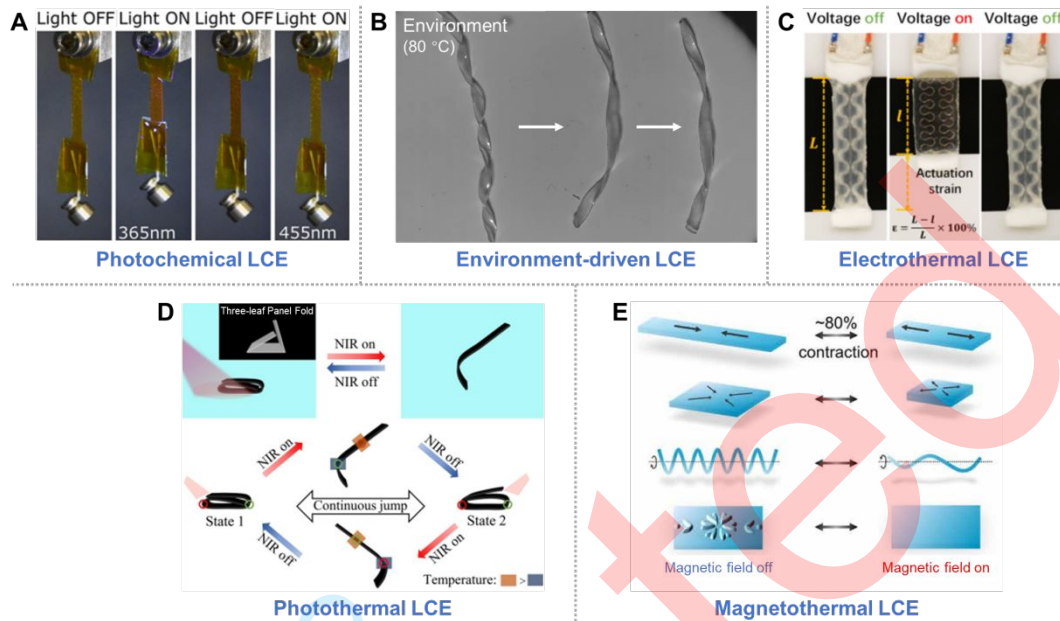 A
Light OFF Light ON Light OFF Light ON
365nm
455nm
Photochemical LCE
B
Environment
(80 °C)
Environment-driven LCE
C
Voltage off Voltage on Voltage off
L
l
Actuation
strain
ε = L − l / L × 100%
Electrothermal LCE
D
Three-leaf Panel Fold
NIR on
NIR off
NIR on
NIR off
State 1
Continuous jump
State 2
NIR off
NIR on
Temperature: >
Photothermal LCE
E
~80%
contraction
Magnetic field off
Magnetic field on
Magnetothermal LCE